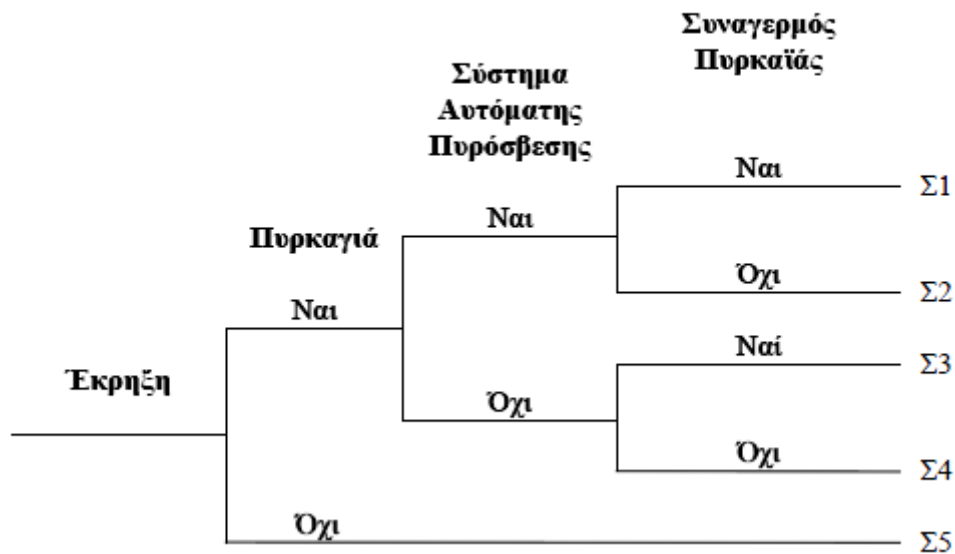 Συναγερμός
Πυρκαϊάς
Σύστημα
Αυτόματης
Πυρόσβεσης
Ναι
Σ1
Ναι
Πυρκαγιά
Όχι
Σ2
Ναι
Ναί
Σ3
Έκρηξη
Όχι
Όχι
Σ4
Όχι
Σ5